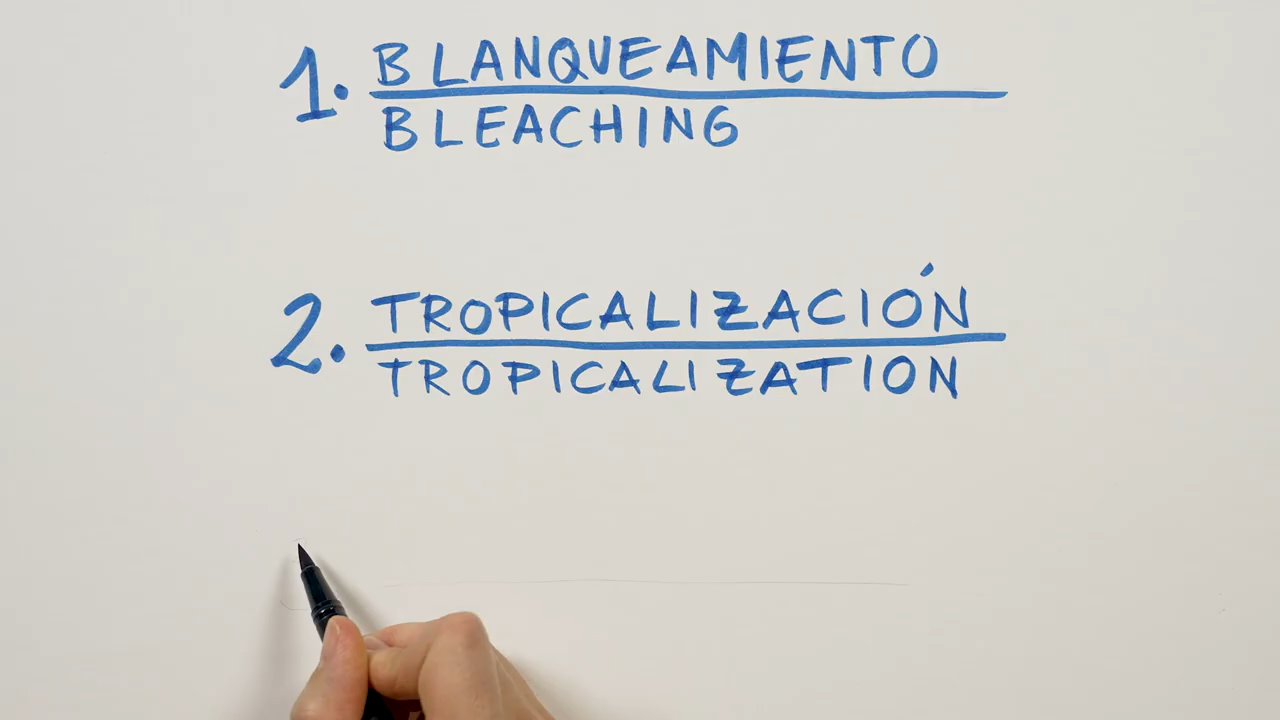 1. BLANQUEAMIENTO
BLEACHING
2. TROPICALIZACIÓN
TROPICALIZATION